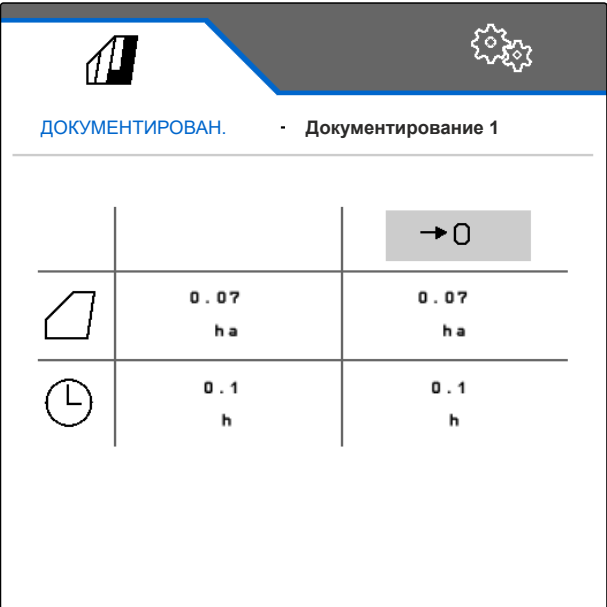 ДОКУМЕНТИРОВАН. - Документирование 1
→0
0.07 0.07
ha ha
0.1 0.1
h h